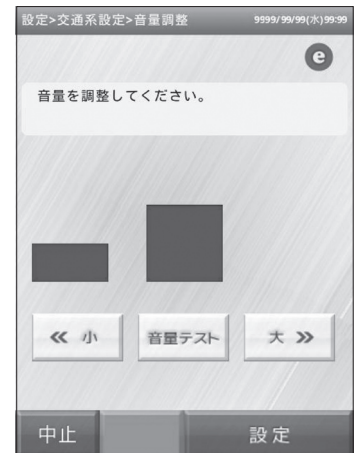 設定>交通系設定>音量調整 9999/99/99(水)99:99
e
音量を調整してください。
≪ 小 音量テスト 大 ≫
中止 設定